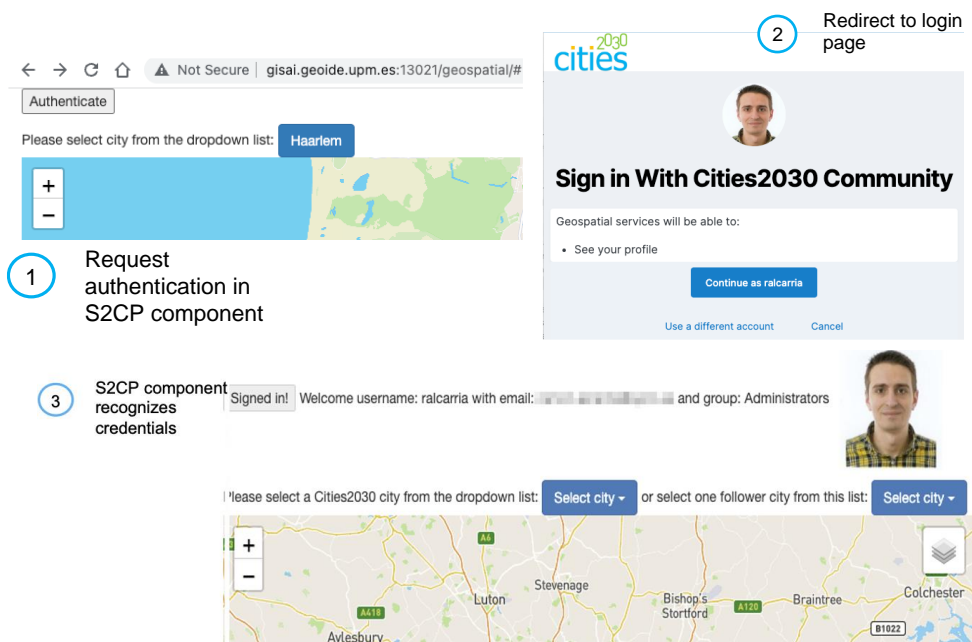 Not Secure | gisai.geoide.upm.es:13021/geospatial/#
Authenticate
Please select city from the dropdown list: Haarlem
+
−
1
Request
authentication in
S2CP component
2
Redirect to login
page
cities2030
Sign in With Cities2030 Community
Geospatial services will be able to:
• See your profile
Continue as ralcarria
Use a different account Cancel
3
S2CP component
recognizes
credentials
Signed in! Welcome username: ralcarria with email: and group: Administrators
Please select a Cities2030 city from the dropdown list: Select city or select one follower city from this list: Select city
+
−
A6
Luton
Stevenage
Bishop's
Stortford
A120
Braintree
Colchester
A418
B1022
Aylesbury